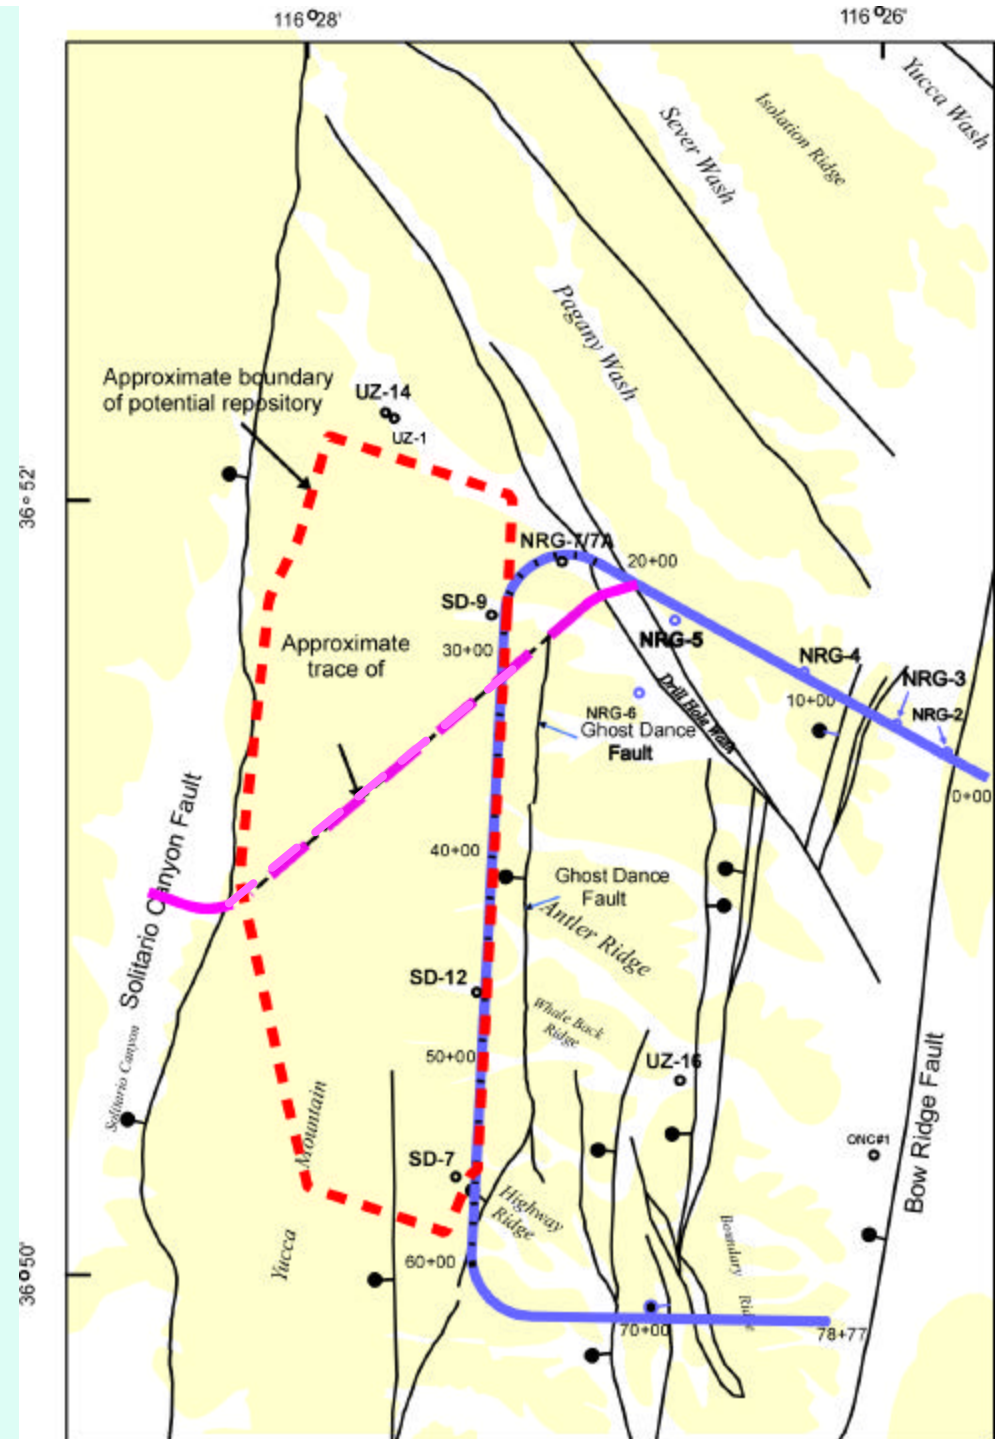 116°28'
116°26'
Yucca Wash
Isolation Ridge
Sever Wash
Pagany Wash
Approximate boundary
of potential repository
UZ-14
UZ-1
36°52'
NRG-7/7A
20+00
SD-9
NRG-5
30+00
Approximate
trace of
NRG-4
NRG-3
10+00
NRG-2
NRG-6
Drill Hole Wash
Ghost Dance
Fault
0+00
Solitario Canyon Fault
40+00
Ghost Dance
Fault
Antler Ridge
SD-12
Whale Back
Ridge
50+00
UZ-16
Solitario Canyon
Mountain
ONC#1
Bow Ridge Fault
SD-7
Highway
Ridge
Boundary
Ridge
Yucca
60+00
36°50'
70+00
78+77